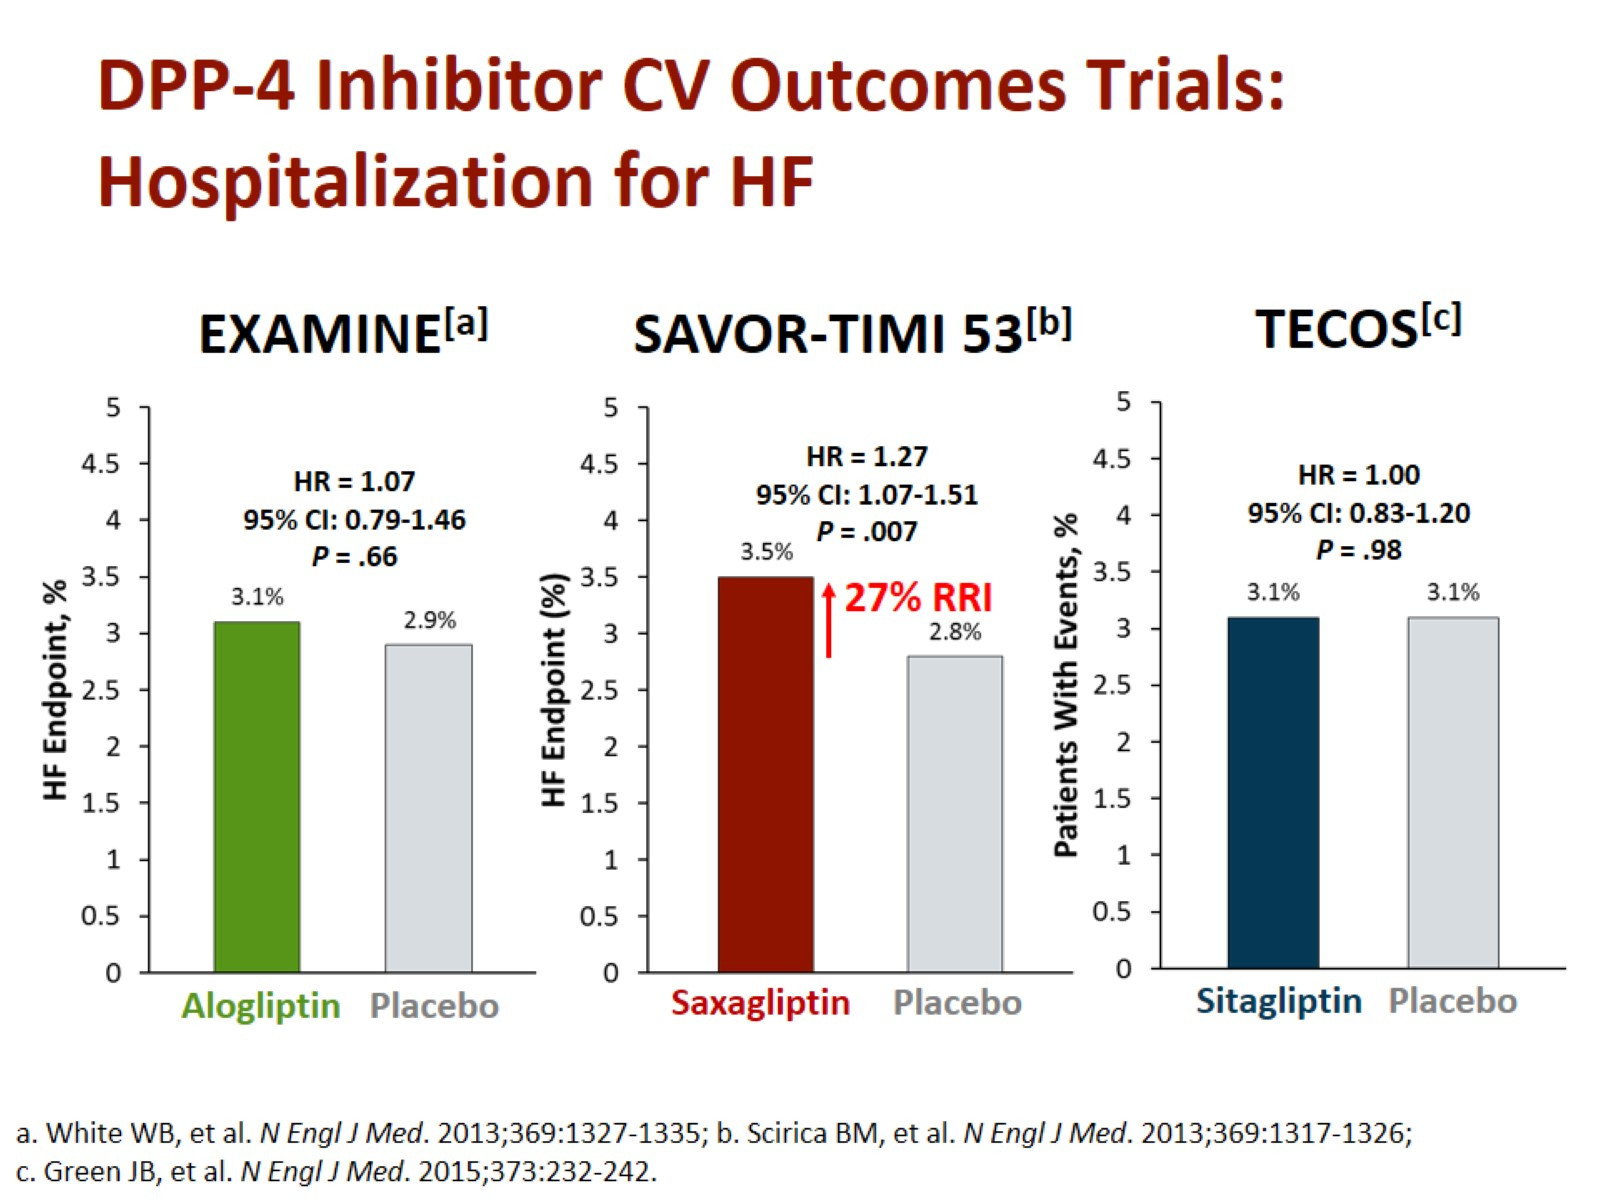 DPP-4 Inhibitor CV Outcomes Trials:
Hospitalization for HF
EXAMINE[a]
HF Endpoint, %
5
4.5
4
3.5
3
2.5
2
1.5
1
0.5
0
HR = 1.07
95% CI: 0.79-1.46
P = .66
3.1%
2.9%
Alogliptin Placebo
SAVOR-TIMI 53[b]
HF Endpoint (%)
5
4.5
4
3.5
3
2.5
2
1.5
1
0.5
0
HR = 1.27
95% CI: 1.07-1.51
P = .007
3.5%
27% RRI
2.8%
Saxagliptin Placebo
TECOS[c]
Patients With Events, %
5
4.5
4
3.5
3
2.5
2
1.5
1
0.5
0
HR = 1.00
95% CI: 0.83-1.20
P = .98
3.1%
3.1%
Sitagliptin Placebo
a. White WB, et al. N Engl J Med. 2013;369:1327-1335; b. Scirica BM, et al. N Engl J Med. 2013;369:1317-1326;
c. Green JB, et al. N Engl J Med. 2015;373:232-242.